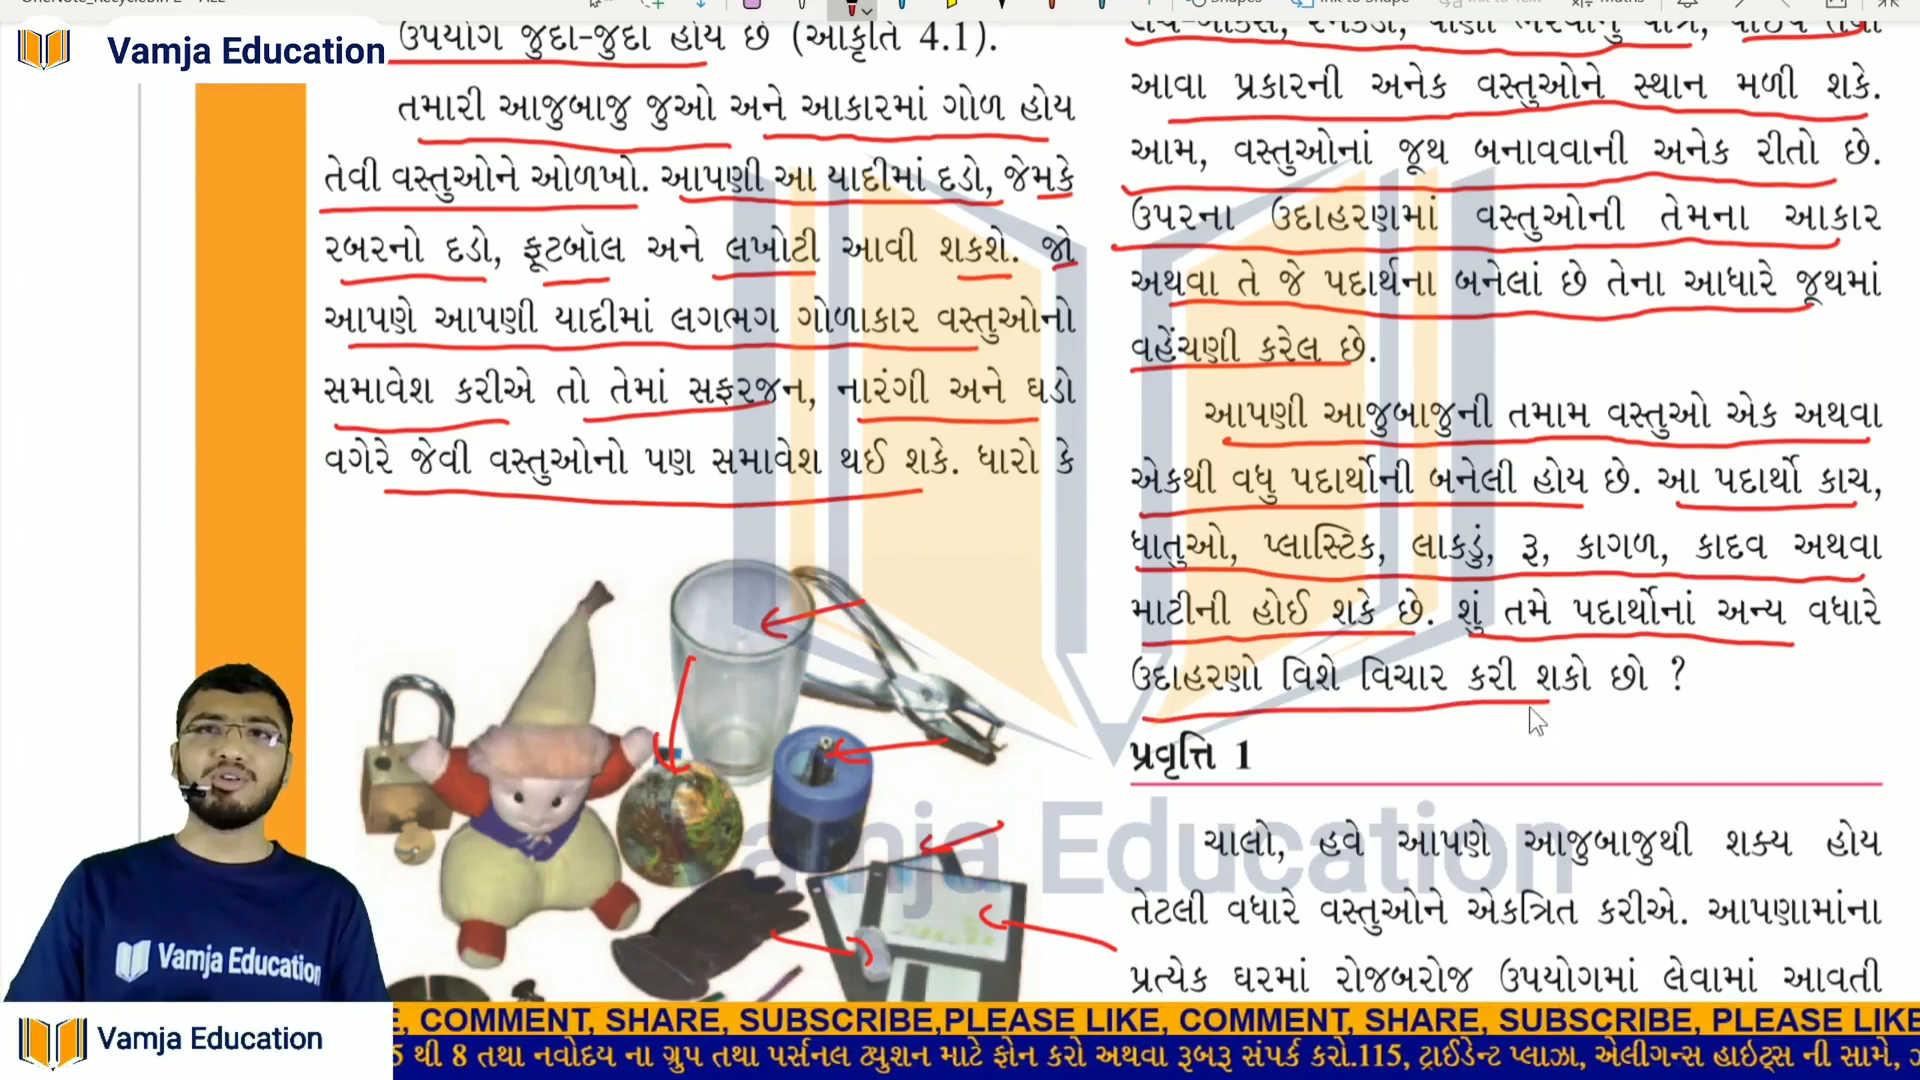 Vamja Education
ઉપયોગ જુદા-જુદા હોય છે (આકૃતિ 4.1).
તમારી આજુબાજુ જુઓ અને આકારમાં ગોળ હોય
તેવી વસ્તુઓને ઓળખો. આપણી આ યાદીમાં દડો, જેમકે
રબરનો દડો, ફૂટબૉલ અને લખોટી આવી શકશે. જો
આપણે આપણી યાદીમાં લગભગ ગોળાકાર વસ્તુઓનો
સમાવેશ કરીએ તો તેમાં સફરજન, નારંગી અને ઘડો
વગેરે જેવી વસ્તુઓનો પણ સમાવેશ થઈ શકે. ધારો કે
આવા પ્રકારની અનેક વસ્તુઓને સ્થાન મળી શકે.
આમ, વસ્તુઓનાં જૂથ બનાવવાની અનેક રીતો છે.
ઉપરના ઉદાહરણમાં વસ્તુઓની તેમના આકાર
અથવા તે જે પદાર્થના બનેલાં છે તેના આધારે જૂથમાં
વહેંચણી કરેલ છે.
આપણી આજુબાજુની તમામ વસ્તુઓ એક અથવા
એકથી વધુ પદાર્થોની બનેલી હોય છે. આ પદાર્થો કાચ,
ધાતુઓ, પ્લાસ્ટિક, લાકડું, રૂ, કાગળ, કાદવ અથવા
માટીની હોઈ શકે છે. શું તમે પદાર્થોનાં અન્ય વધારે
ઉદાહરણો વિશે વિચાર કરી શકો છો ?
પ્રવૃત્તિ 1
ચાલો, હવે આપણે આજુબાજુથી શક્ય હોય
તેટલી વધારે વસ્તુઓને એકત્રિત કરીએ. આપણામાંના
પ્રત્યેક ઘરમાં રોજબરોજ ઉપયોગમાં લેવામાં આવતી
Vamja Education
Vamja Education
Vamja Education
COMMENT, SHARE, SUBSCRIBE,PLEASE LIKE, COMMENT, SHARE, SUBSCRIBE, PLEASE LIKE
5 થી 8 તથા નવોદય ના ગ્રુપ તથા પર્સનલ ટ્યુશન માટે ફોન કરો અથવા રૂબરૂ સંપર્ક કરો.115, ટ્રાઈડેન્ટ પ્લાઝા, એલીગન્સ હાઇટ્સ ની સામે,